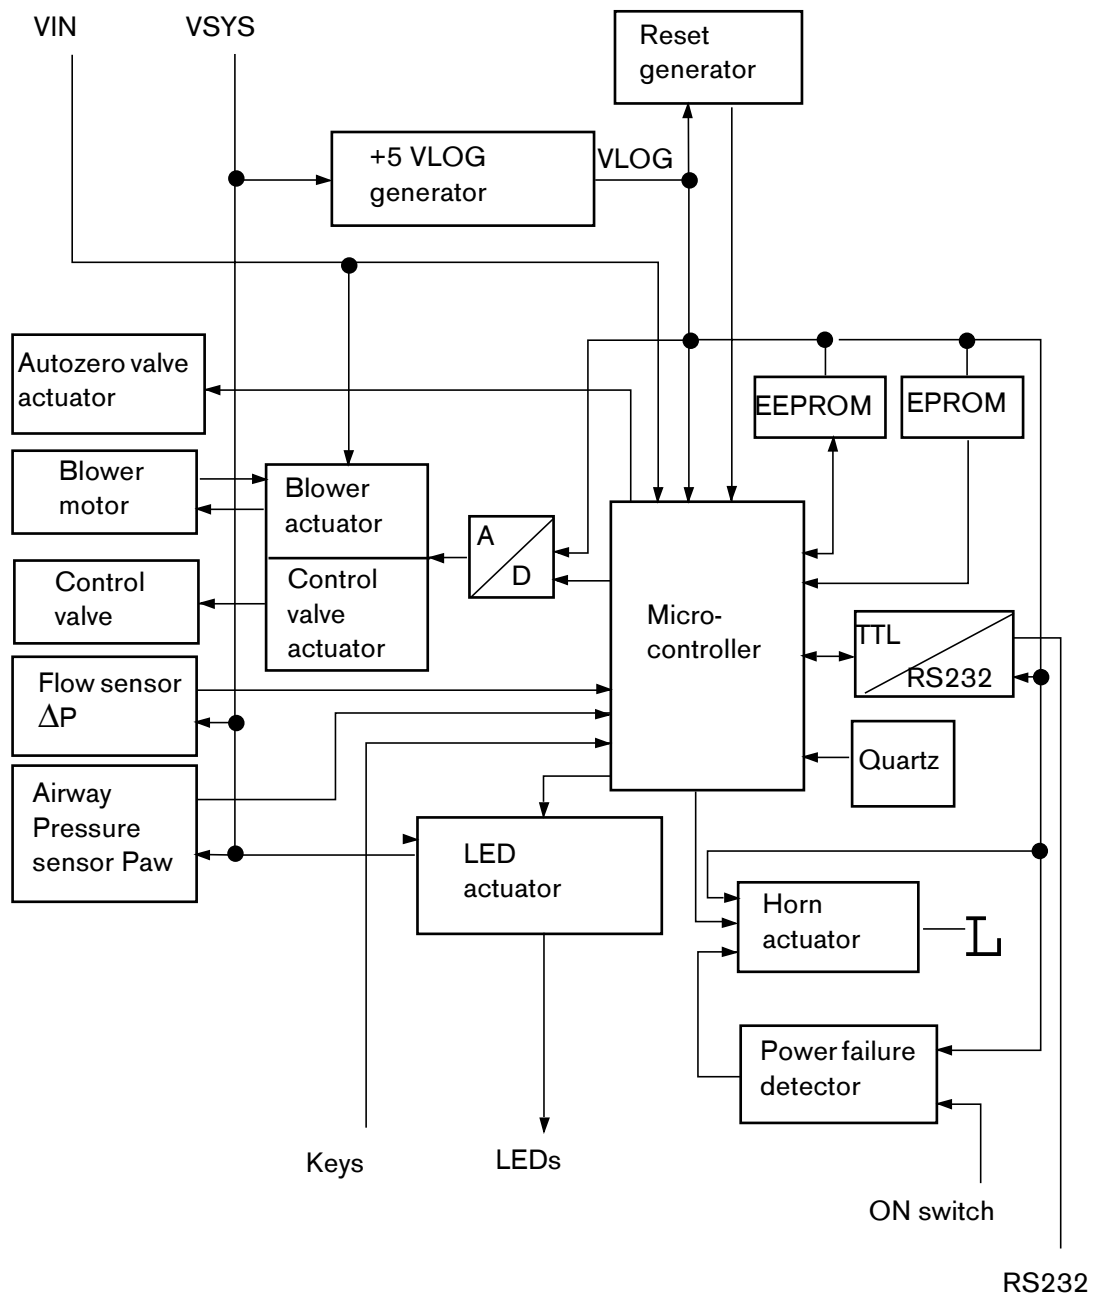 VIN
VSYS
Reset
generator
+5 VLOG
generator
VLOG
Autozero valve
actuator
EEPROM
EPROM
Blower
motor
Blower
actuator
A
D
Control
valve
Control
valve
actuator
Micro-
controller
TTL
RS232
Flow sensor
ΔP
Quartz
Airway
Pressure
sensor Paw
LED
actuator
Horn
actuator
Power failure
detector
Keys
LEDs
ON switch
RS232